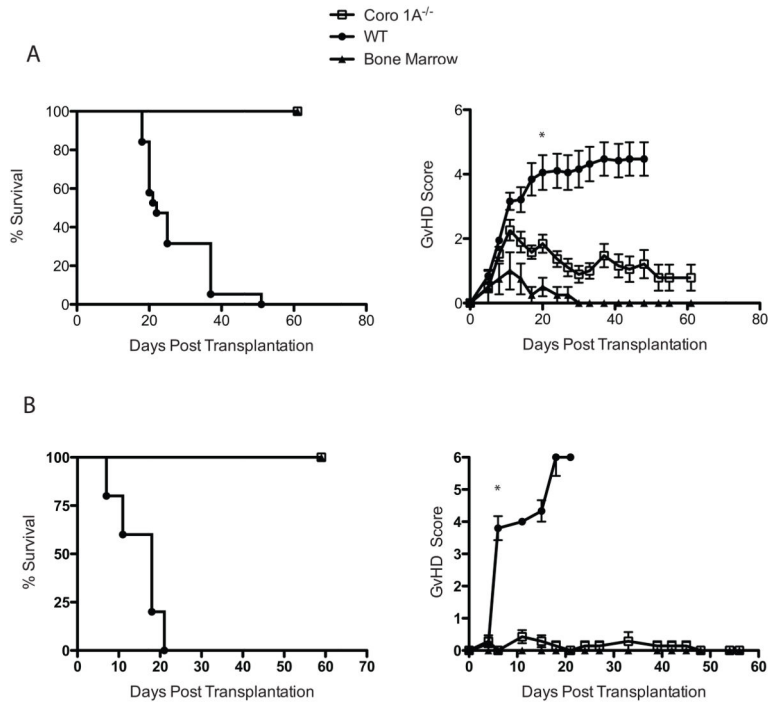 Coro 1A-/-
WT
Bone Marrow
A
100
80
60
40
20
0
% Survival
0 20 40 60 80
Days Post Transplantation
6
4
2
0
GvHD Score
*
0 20 40 60 80
Days Post Transplantation
B
100
75
50
25
0
% Survival
0 10 20 30 40 50 60 70
Days Post Transplantation
6
5
4
3
2
1
0
GvHD Score
*
0 10 20 30 40 50 60
Days Post Transplantation